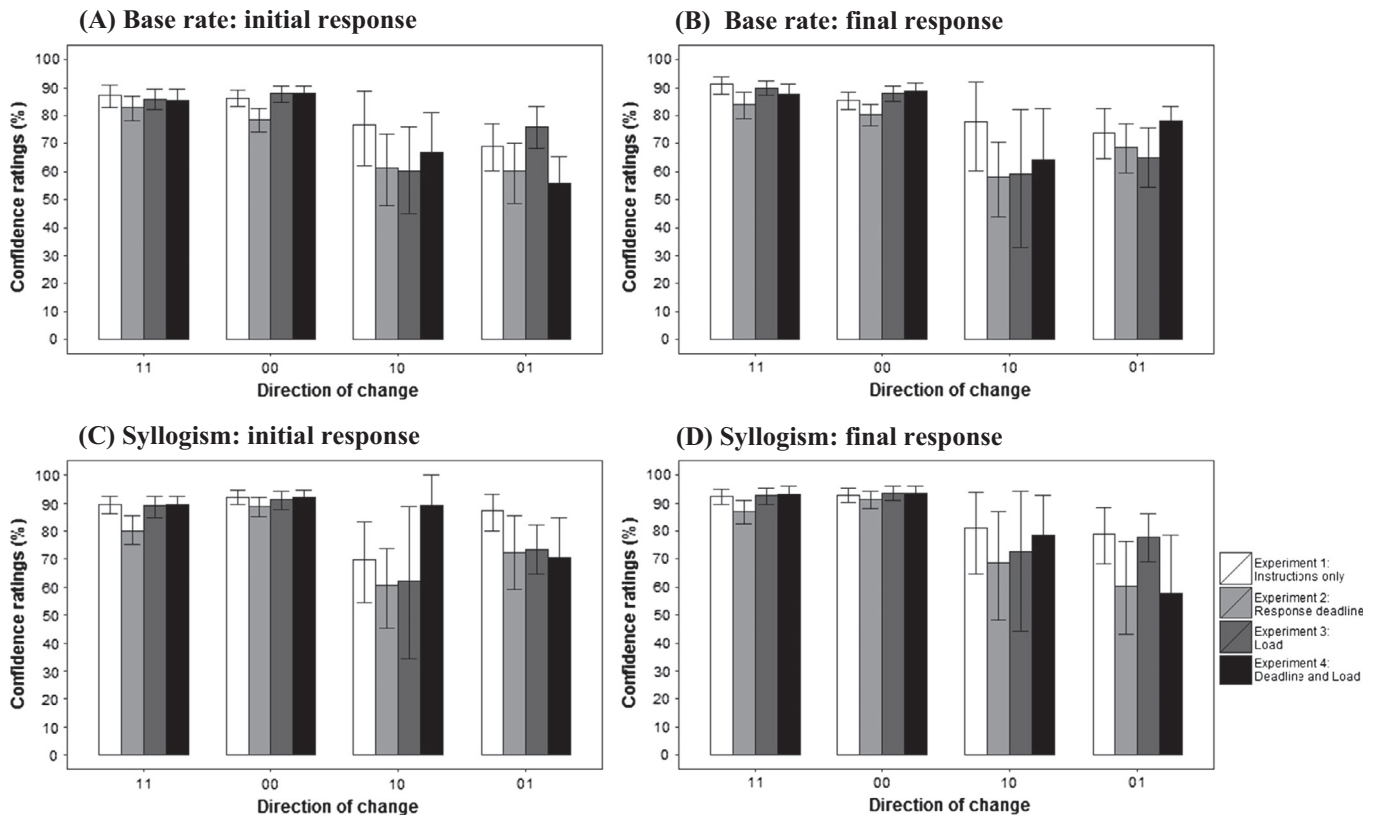 (A) Base rate: initial response
Confidence ratings (%)
100
90
80
70
60
50
40
30
20
10
0
11 00 10 01
Direction of change
(B) Base rate: final response
Confidence ratings (%)
100
90
80
70
60
50
40
30
20
10
0
11 00 10 01
Direction of change
(C) Syllogism: initial response
Confidence ratings (%)
100
90
80
70
60
50
40
30
20
10
0
11 00 10 01
Direction of change
(D) Syllogism: final response
Confidence ratings (%)
100
90
80
70
60
50
40
30
20
10
0
11 00 10 01
Direction of change
Experiment 1:
Instructions only
Experiment 2:
Response deadline
Experiment 3:
Load
Experiment 4:
Deadline and Load